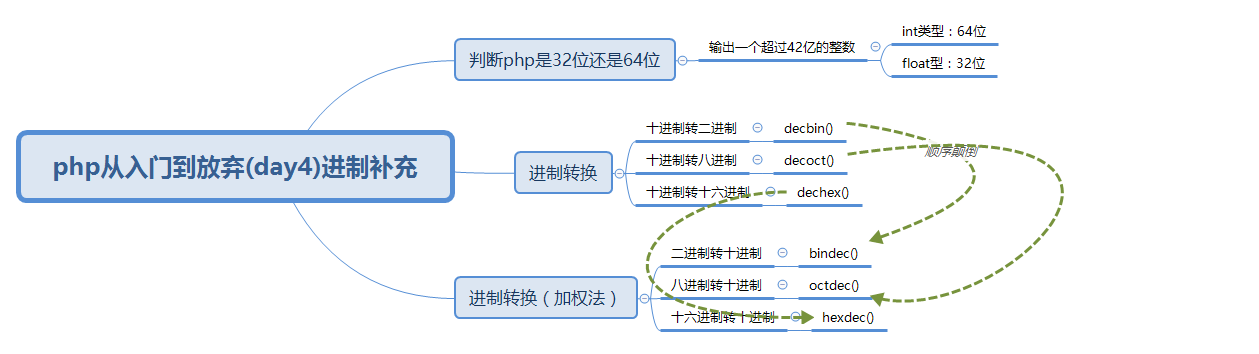 php从入门到放弃(day4)进制补充
判断php是32位还是64位
输出一个超过42亿的整数
int类型：64位
float型：32位
进制转换
十进制转二进制
decbin()
十进制转八进制
decoct()
十进制转十六进制
dechex()
顺序颠倒
进制转换（加权法）
二进制转十进制
bindec()
八进制转十进制
octdec()
十六进制转十进制
hexdec()